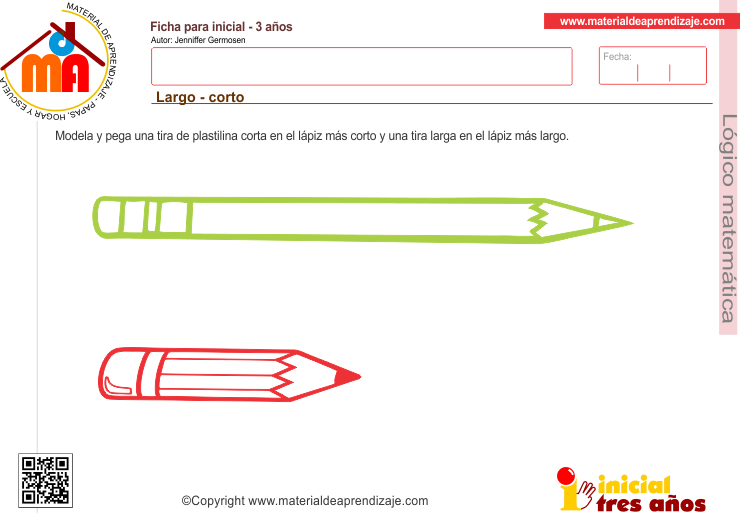 MATERIAL DE APRENDIZAJE - PAPAS, HOGAR Y ESCUELA
dmA
Ficha para inicial - 3 años
Autor: Jenniffer Germosen
www.materialdeaprendizaje.com
Fecha:
Largo - corto
Modela y pega una tira de plastilina corta en el lápiz más corto y una tira larga en el lápiz más largo.
Lógico matemática
©Copyright www.materialdeaprendizaje.com
inicial
tres años